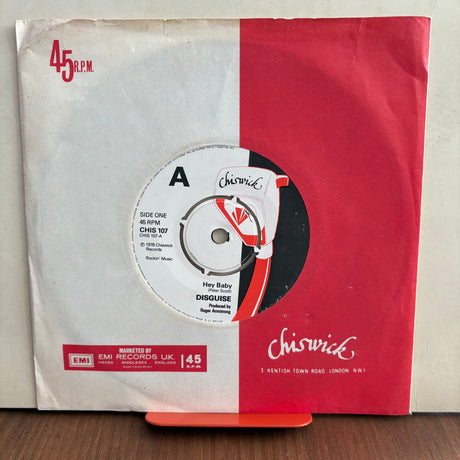 45 R.P.M.
Chiswick
A
SIDE ONE
45 RPM
CHIS 107
CHIS 107-A
℗ 1978 Chiswick
Records
Rockin' Music
Hey Baby
(Peter Scott)
DISGUISE
Produced by
Roger Armstrong
MARKETED BY
EMI EMI RECORDS U.K.
HAYES MIDDLESEX ENGLAND
45
R.P.M.
Chiswick
3 KENTISH TOWN ROAD, LONDON NW1